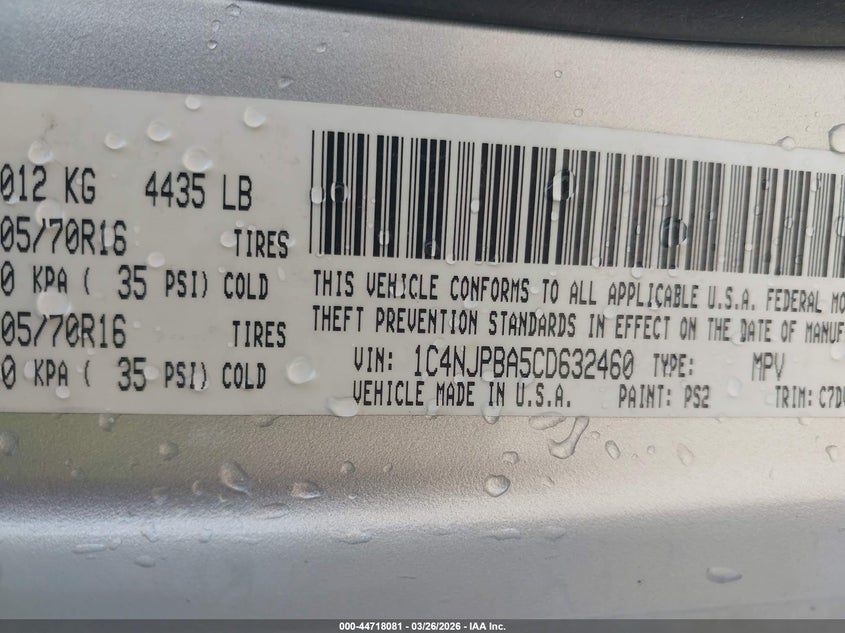 012 KG 4435 LB
05/70R16 TIRES
0 KPA ( 35 PSI) COLD
05/70R16 TIRES
0 KPA ( 35 PSI) COLD
THIS VEHICLE CONFORMS TO ALL APPLICABLE U.S.A. FEDERAL MO
THEFT PREVENTION STANDARDS IN EFFECT ON THE DATE OF MANUF
VIN: 1C4NJPBA5CD632460 TYPE: MPV
VEHICLE MADE IN U.S.A. PAINT: PS2 TRIM: C7D
000-44718081 - 03/26/2026 - IAA Inc.